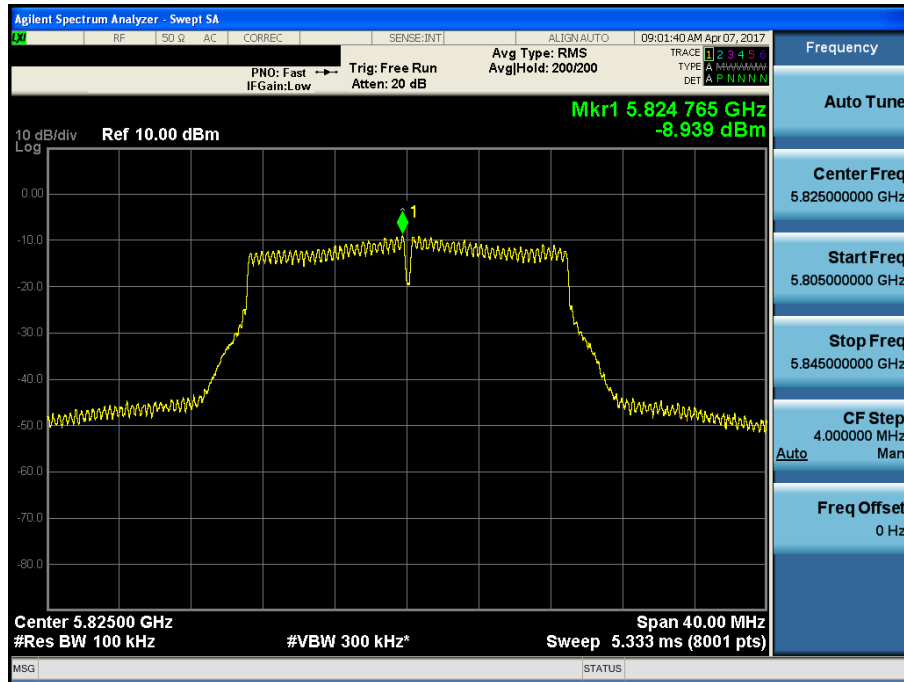 Agilent Spectrum Analyzer - Swept SA
LXI RF 50 Ω AC CORREC SENSE:INT ALIGNAUTO 09:01:40 AM Apr 07, 2017
Frequency
PNO: Fast Trig: Free Run Avg Type: RMS TRACE 1 2 3 4 5 6
IFGain:Low Atten: 20 dB Avg|Hold: 200/200 TYPE A MWWWWW
DET A P N N N N
Auto Tune
Mkr1 5.824 765 GHz
-8.939 dBm
10 dB/div Ref 10.00 dBm
Log
0.00
-10.0
-20.0
-30.0
-40.0
-50.0
-60.0
-70.0
-80.0
1
Center Freq
5.825000000 GHz
Start Freq
5.805000000 GHz
Stop Freq
5.845000000 GHz
CF Step
4.000000 MHz
Auto Man
Freq Offset
0 Hz
Center 5.82500 GHz Span 40.00 MHz
#Res BW 100 kHz #VBW 300 kHz* Sweep 5.333 ms (8001 pts)
MSG STATUS